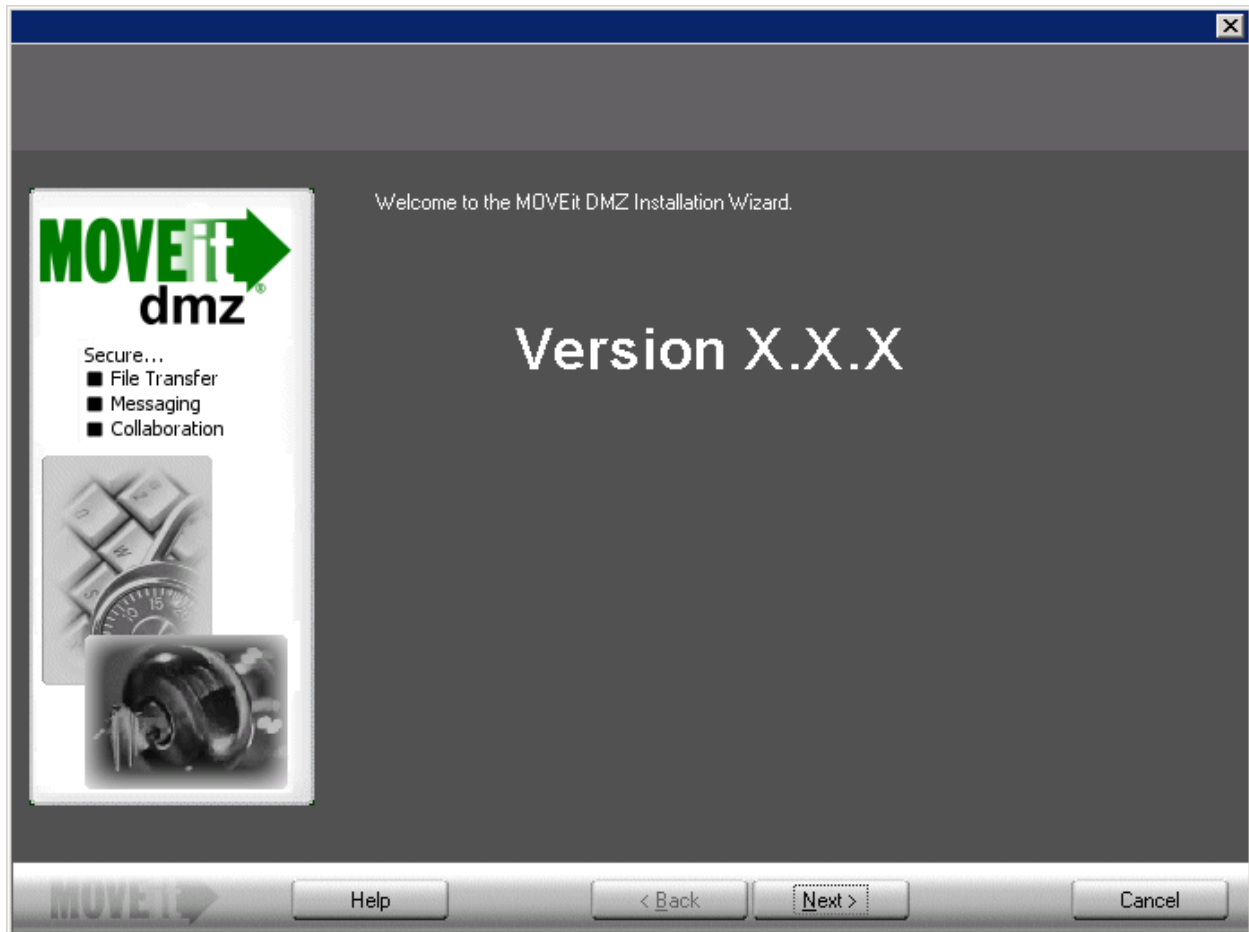 Welcome to the MOVEit DMZ Installation Wizard.
MOVEit
dmz®
Secure...
File Transfer
Messaging
Collaboration
Version X.X.X
MOVEit
Help
< Back
Next >
Cancel